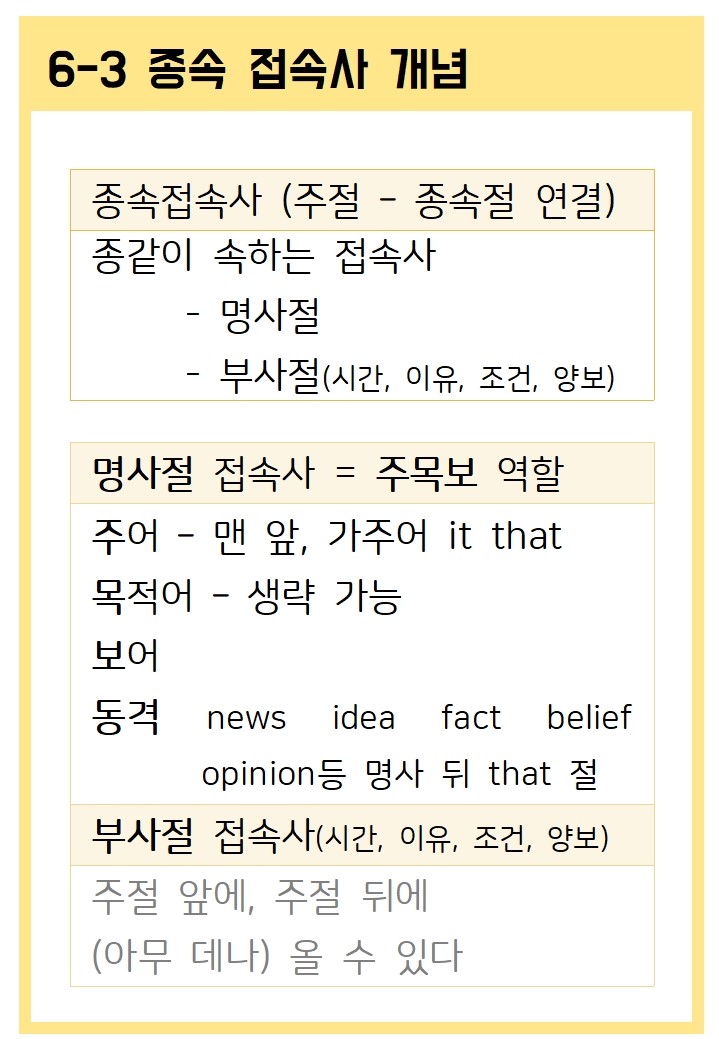 6-3 종속 접속사 개념
종속접속사 (주절 - 종속절 연결)
종같이 속하는 접속사
- 명사절
- 부사절(시간, 이유, 조건, 양보)
명사절 접속사 = 주목보 역할
주어 - 맨 앞, 가주어 it that
목적어 - 생략 가능
보어
동격 news idea fact belief
opinion등 명사 뒤 that 절
부사절 접속사(시간, 이유, 조건, 양보)
주절 앞에, 주절 뒤에
(아무 데나) 올 수 있다